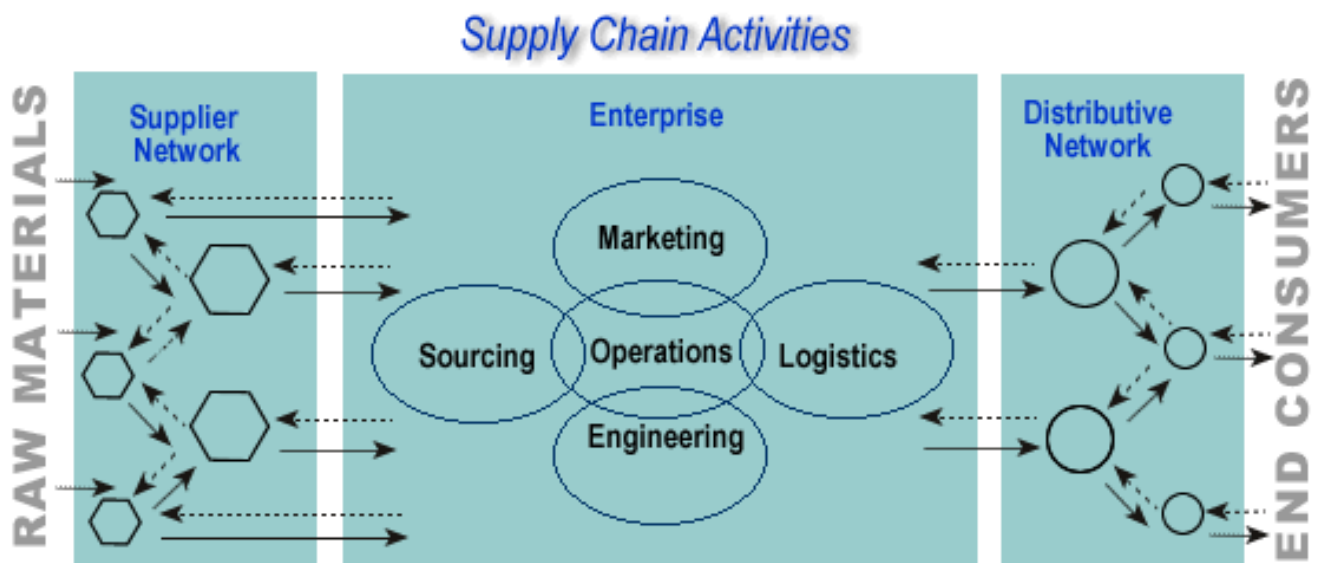 Supply Chain Activities
RAW MATERIALS
Supplier
Network
Enterprise
Marketing
Sourcing
Operations
Logistics
Engineering
Distributive
Network
END CONSUMERS